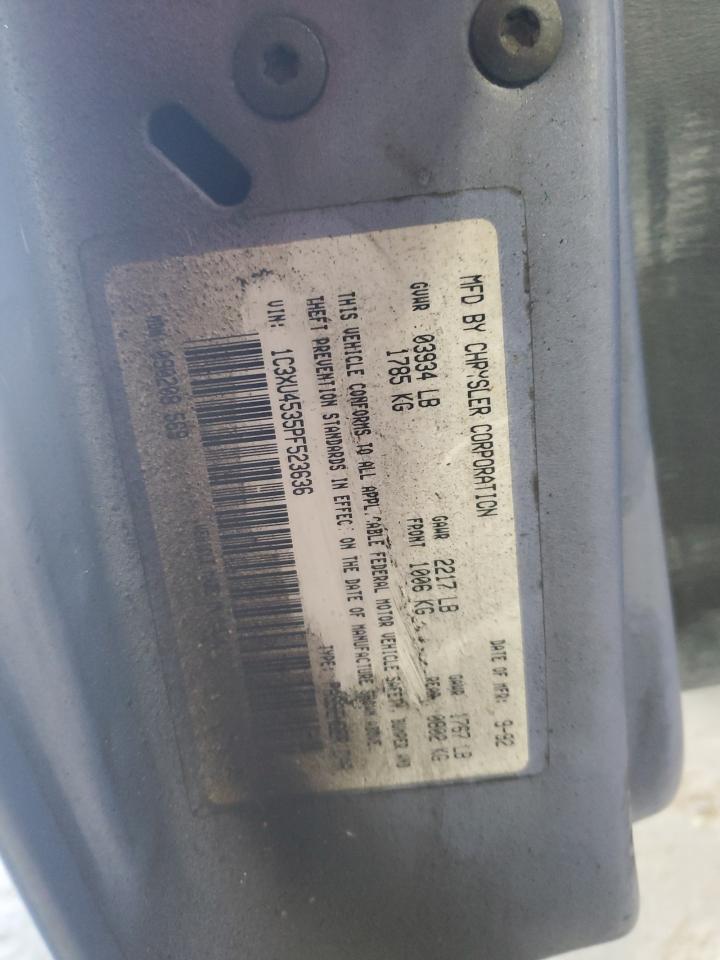 MFD BY CHRYSLER CORPORATION
DATE OF MFR: 9-92
GVWR : 03934 LB
1785 KG
GAWR 2217 LB
FRONT 1006 KG
GAWR 1767 LB
REAR 0802 KG
THIS VEHICLE CONFORMS TO ALL APPLICABLE FEDERAL MOTOR VEHICLE SAFETY, BUMPER AND
THEFT PREVENTION STANDARDS IN EFFECT ON THE DATE OF MANUFACTURE SHOWN ABOVE.
VIN: 1C3XU4535PF523636
TYPE:
569